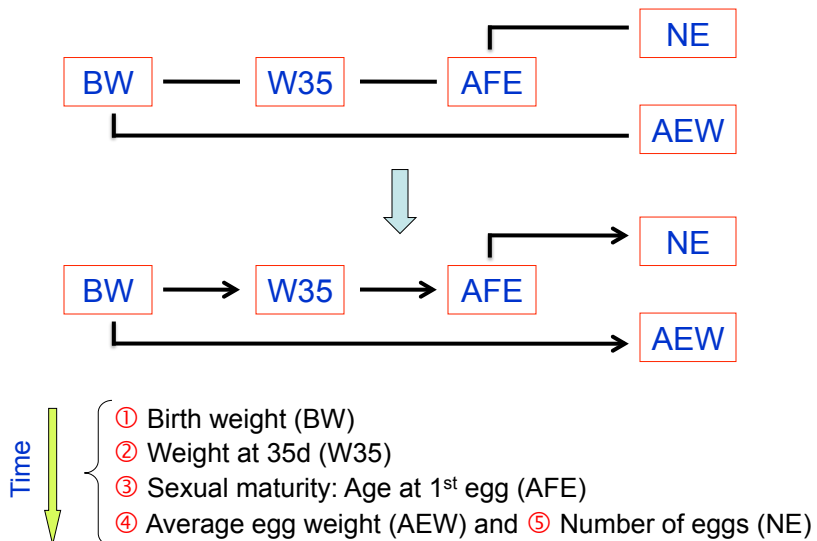 NE
BW W35 AFE
AEW
NE
BW W35 AFE
AEW
Time
① Birth weight (BW)
② Weight at 35d (W35)
③ Sexual maturity: Age at 1st egg (AFE)
④ Average egg weight (AEW) and ⑤ Number of eggs (NE)